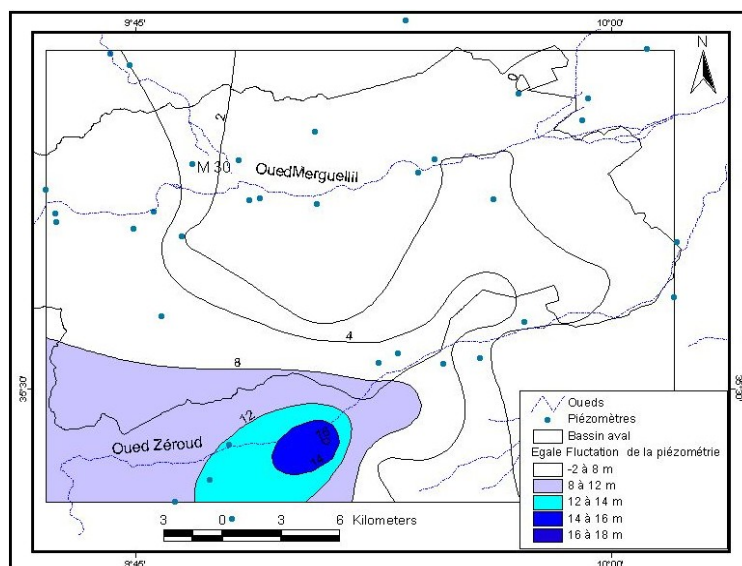 9°45'
10°00'
N
0
2
M 30
OuedMerguellil
4
8
12
Oued Zéroud
14
35°30
35°30
Oueds
Piézomètres
Bassin aval
Egale Fluctation de la piézométrie
-2 à 8 m
8 à 12 m
12 à 14 m
14 à 16 m
16 à 18 m
3 0 3 6 Kilometers
9°45'
10°00'